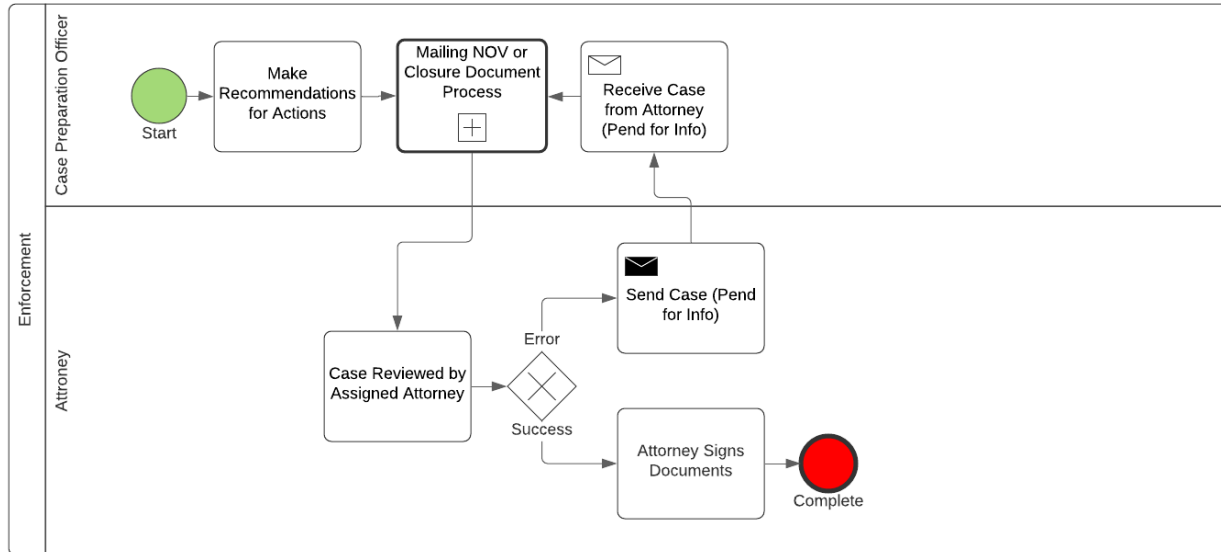 Enforcement
Case Preparation Officer
Start
Make
Recommendations
for Actions
Mailing NOV or
Closure Document
Process
Receive Case
from Attorney
(Pend for Info)
Attroney
Case Reviewed by
Assigned Attorney
Error
Success
Send Case (Pend
for Info)
Attorney Signs
Documents
Complete